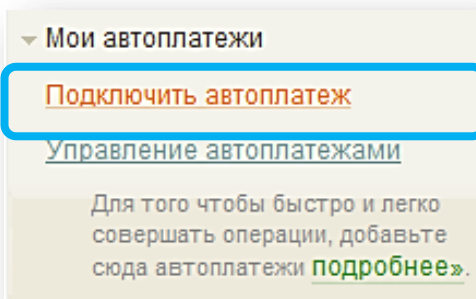 Мои автоплатежи
Подключить автоплатеж
Управление автоплатежами
Для того чтобы быстро и легко
совершать операции, добавьте
сюда автоплатежи подробнее».